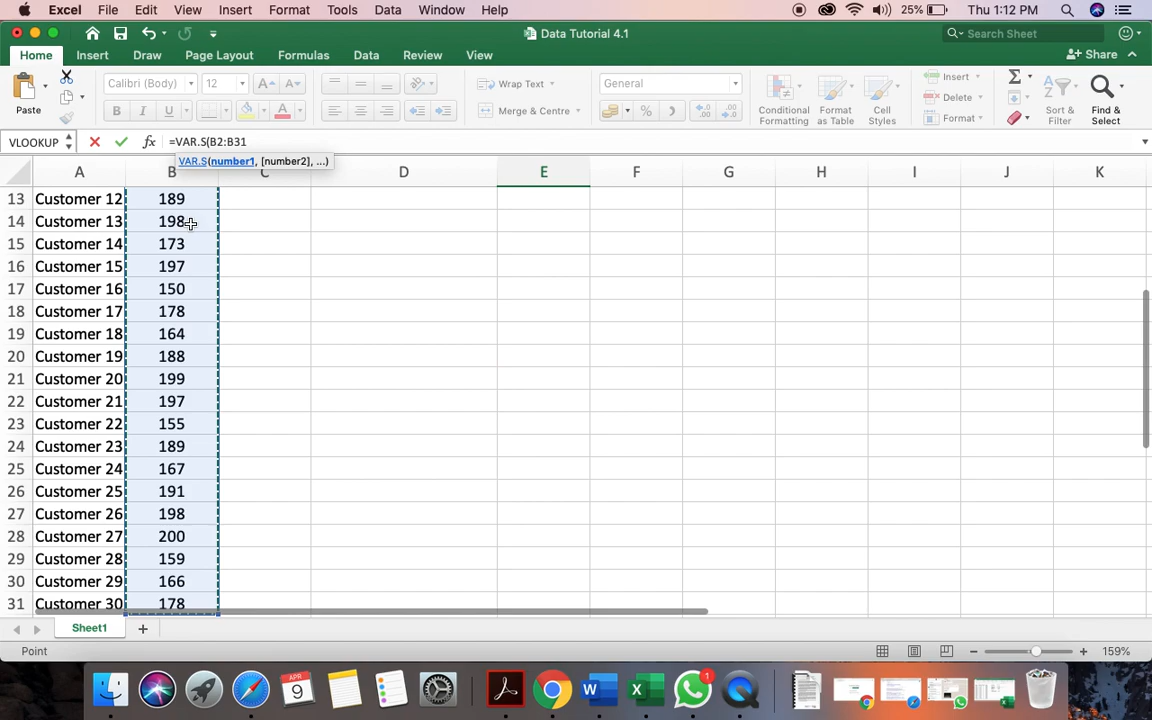 Excel File Edit View Insert Format Tools Data Window Help 25% Thu 1:12 PM
Data Tutorial 4.1 Search Sheet
Home Insert Draw Page Layout Formulas Data Review View Share
Calibri (Body) 12 Wrap Text General Insert
Paste B I U Merge & Centre % Conditional Formatting Format as Table Cell Styles Delete Format Sort & Filter Find & Select
VLOOKUP fx =VAR.S(B2:B31
VAR.S(number1, [number2], ...)
A B C D E F G H I J K
13 Customer 12 189
14 Customer 13 198
15 Customer 14 173
16 Customer 15 197
17 Customer 16 150
18 Customer 17 178
19 Customer 18 164
20 Customer 19 188
21 Customer 20 199
22 Customer 21 197
23 Customer 22 155
24 Customer 23 189
25 Customer 24 167
26 Customer 25 191
27 Customer 26 198
28 Customer 27 200
29 Customer 28 159
30 Customer 29 166
31 Customer 30 178
Sheet1
Point 159%
APR 9 W X 1